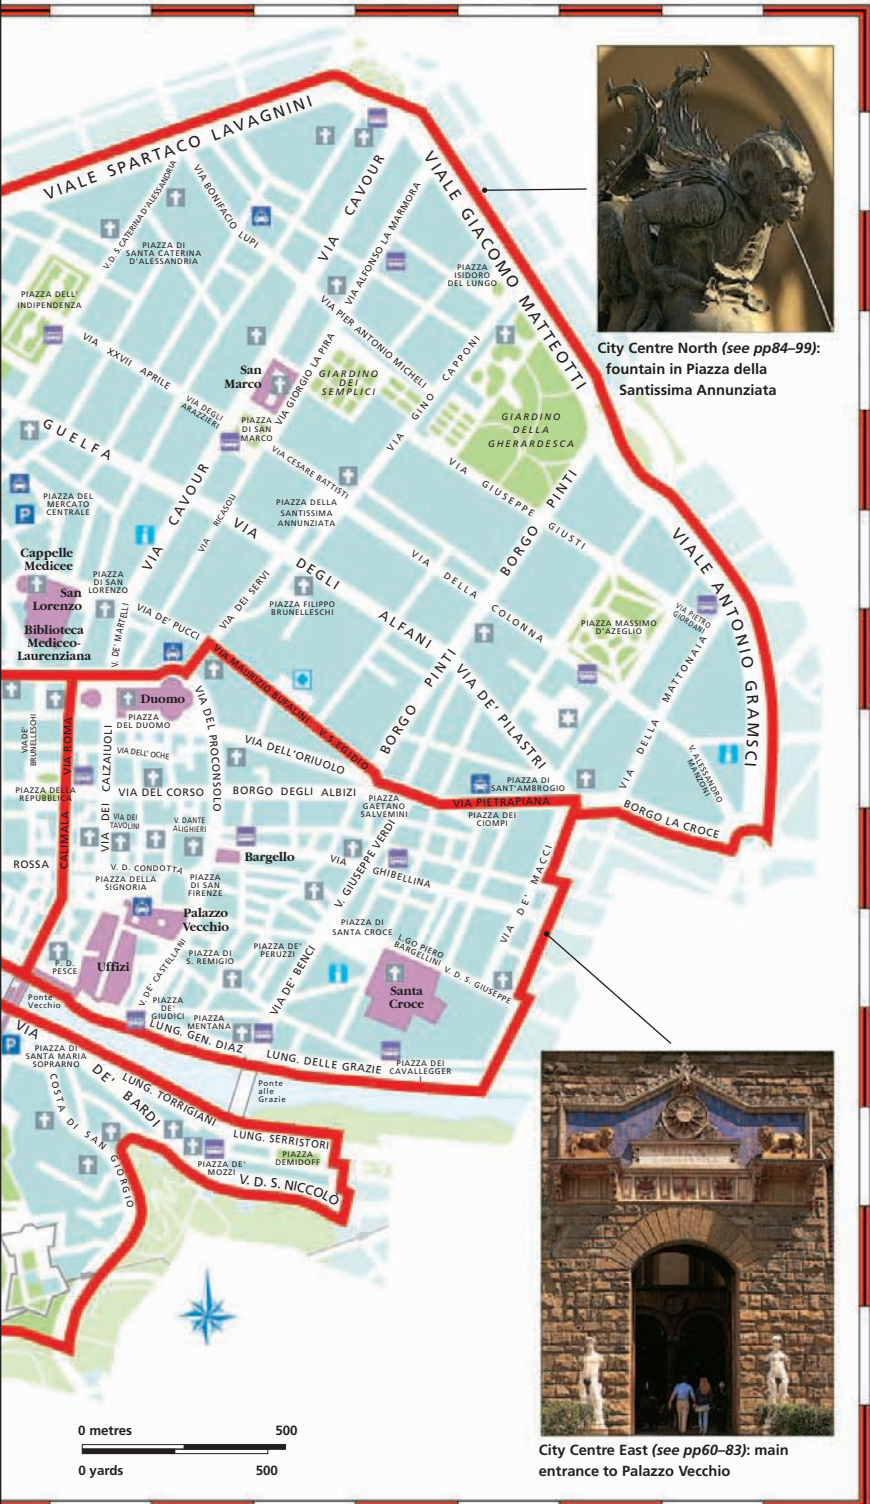 VIALE SPARTACO LAVAGNINI
V. D. S. CATERINA D'ALESSANDRIA
VIA BONIFACIO LUPI
VIA CAVOUR
VIA ALFONSO LA MARMORA
VIALE GIACOMO MATTEOTTI
PIAZZA DI
SANTA CATERINA
D'ALESSANDRIA
PIAZZA
ISIDORO
DEL LUNGO
PIAZZA DELL'
INDIPENDENZA
VIA PIER ANTONIO MICHELI
VIA XXVII APRILE
San
Marco
VIA GIORGIO LA PIRA
GIARDINO
DEI
SEMPLICI
VIA GINO CAPPONI
City Centre North (see pp84–99):
fountain in Piazza della
Santissima Annunziata
VIA DEGLI
ARAZZIERI
PIAZZA
DI SAN
MARCO
GIARDINO
DELLA
GHERARDESCA
GUELFA
VIA CESARE BATTISTI
VIA GIUSEPPE GIUSTI
BORGO PINTI
P
PIAZZA DEL
MERCATO
CENTRALE
VIA CAVOUR
VIA RICASOLI
PIAZZA DELLA
SANTISSIMA
ANNUNZIATA
i
VIA DEGLI ALFANI
VIA DELLA COLONNA
VIALE ANTONIO GRAMSCI
Cappelle
Medicee
San
Lorenzo
PIAZZA
DI SAN
LORENZO
Biblioteca
Mediceo-
Laurenziana
V. DE' MARTELLI
VIA DE' PUCCI
VIA DEI SERVI
PIAZZA FILIPPO
BRUNELLESCHI
PIAZZA MASSIMO
D'AZEGLIO
VIA PIETRO
GIORDANI
VIA DELLA MATTONAIA
VIA MAURIZIO BUFALINI
V.S.EGIDIO
BORGO PINTI
VIA DE' PILASTRI
Duomo
PIAZZA
DEL DUOMO
VIA DE'
BRUNELLESCHI
VIA ROMA
VIA DEI CALZAIUOLI
VIA DELL' OCHE
VIA DEL PROCONSOLO
VIA DELL'ORIUOLO
V. ALESSANDRO
MANZONI
i
PIAZZA DELLA
REPUBBLICA
VIA DEL CORSO
BORGO DEGLI ALBIZI
PIAZZA
GAETANO
SALVEMINI
PIAZZA DI
SANT'AMBROGIO
VIA PIETRAPIANA
PIAZZA DEI
CIOMPI
BORGO LA CROCE
CALIMALA
VIA DEI
TAVOLINI
V. DANTE
ALIGHIERI
Bargello
VIA GHIBELLINA
V. GIUSEPPE VERDI
VIA DE' MACCI
ROSSA
V. D. CONDOTTA
PIAZZA DELLA
SIGNORIA
PIAZZA
DI SAN
FIRENZE
Palazzo
Vecchio
PIAZZA DI
SANTA CROCE
L.GO PIERO
BARGELLINI
V. D. S. GIUSEPPE
P. D.
PESCE
Uffizi
V. DE' CASTELLANI
PIAZZA DI
S. REMIGIO
PIAZZA DE'
PERUZZI
VIA DE' BENCI
i
Santa
Croce
Ponte
Vecchio
PIAZZA
DE'
GIUDICI
PIAZZA
MENTANA
LUNG. GEN. DIAZ
LUNG. DELLE GRAZIE
PIAZZA DEI
CAVALLEGGER
P
PIAZZA DI
SANTA MARIA
SOPRARNO
VIA DE' BARDI
LUNG. TORRIGIANI
Ponte
alle
Grazie
COSTA DI SAN GIORGIO
LUNG. SERRISTORI
PIAZZA DE'
MOZZI
PIAZZA
DEMIDOFF
V. D. S. NICCOLO
0 metres 500
0 yards 500
City Centre East (see pp60–83): main
entrance to Palazzo Vecchio